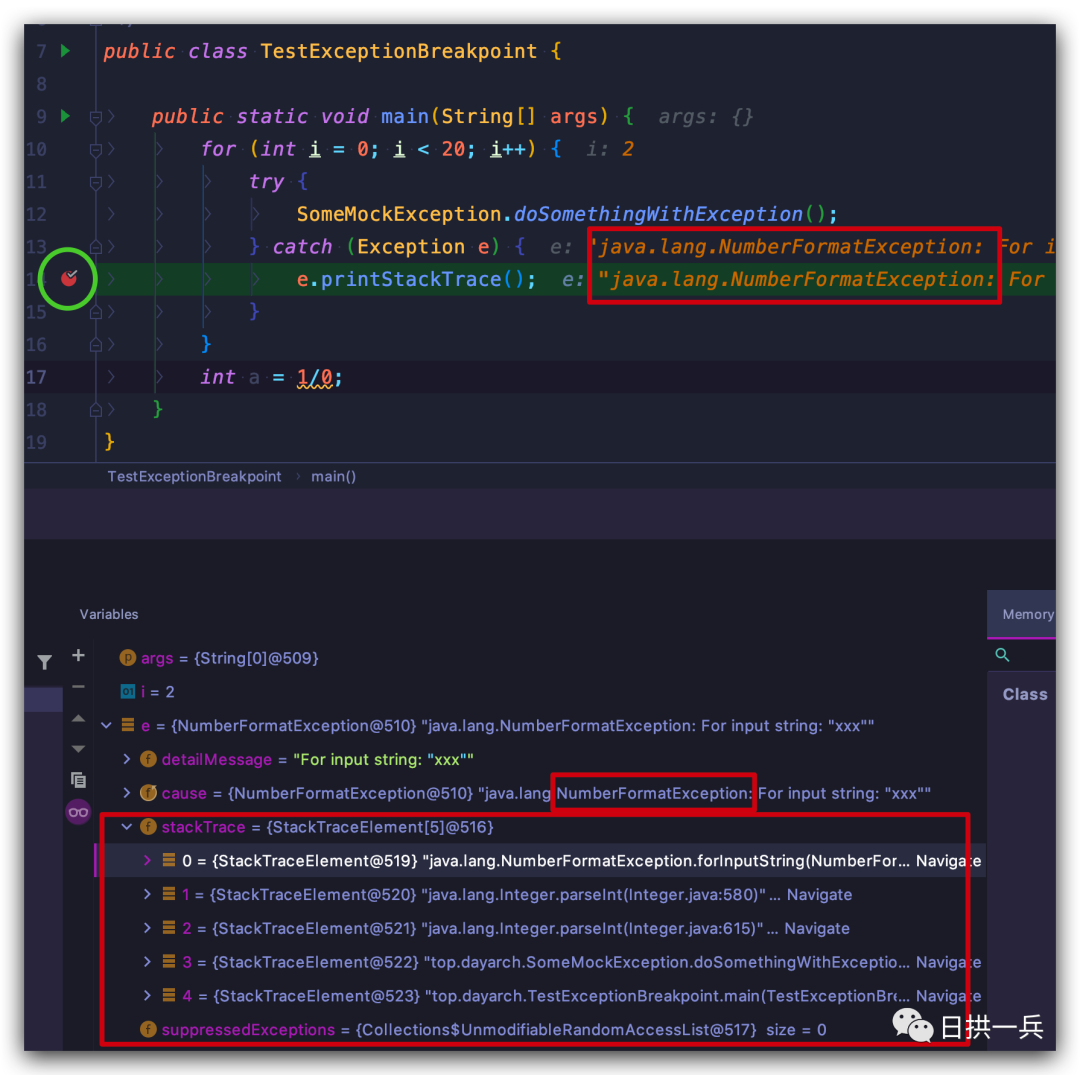 7 public class TestExceptionBreakpoint {
8
9 public static void main(String[] args) { args: {}
10 for (int i = 0; i < 20; i++) { i: 2
11 try {
12 SomeMockException.doSomethingWithException();
13 } catch (Exception e) { e: "java.lang.NumberFormatException: For i
e.printStackTrace(); e: "java.lang.NumberFormatException: For
15 }
16 }
17 int a = 1/0;
18 }
19 }
TestExceptionBreakpoint > main()
Variables
Memory
args = {String[0]@509}
01 i = 2
Class
e = {NumberFormatException@510} "java.lang.NumberFormatException: For input string: "xxx""
f detailMessage = "For input string: "xxx""
f cause = {NumberFormatException@510} "java.lang.NumberFormatException: For input string: "xxx""
f stackTrace = {StackTraceElement[5]@516}
0 = {StackTraceElement@519} "java.lang.NumberFormatException.forInputString(NumberFor... Navigate
1 = {StackTraceElement@520} "java.lang.Integer.parseInt(Integer.java:580)" ... Navigate
2 = {StackTraceElement@521} "java.lang.Integer.parseInt(Integer.java:615)" ... Navigate
3 = {StackTraceElement@522} "top.dayarch.SomeMockException.doSomethingWithExceptio... Navigate
4 = {StackTraceElement@523} "top.dayarch.TestExceptionBreakpoint.main(TestExceptionBr... Navigate
f suppressedExceptions = {Collections$UnmodifiableRandomAccessList@517} size = 0
日拱一兵